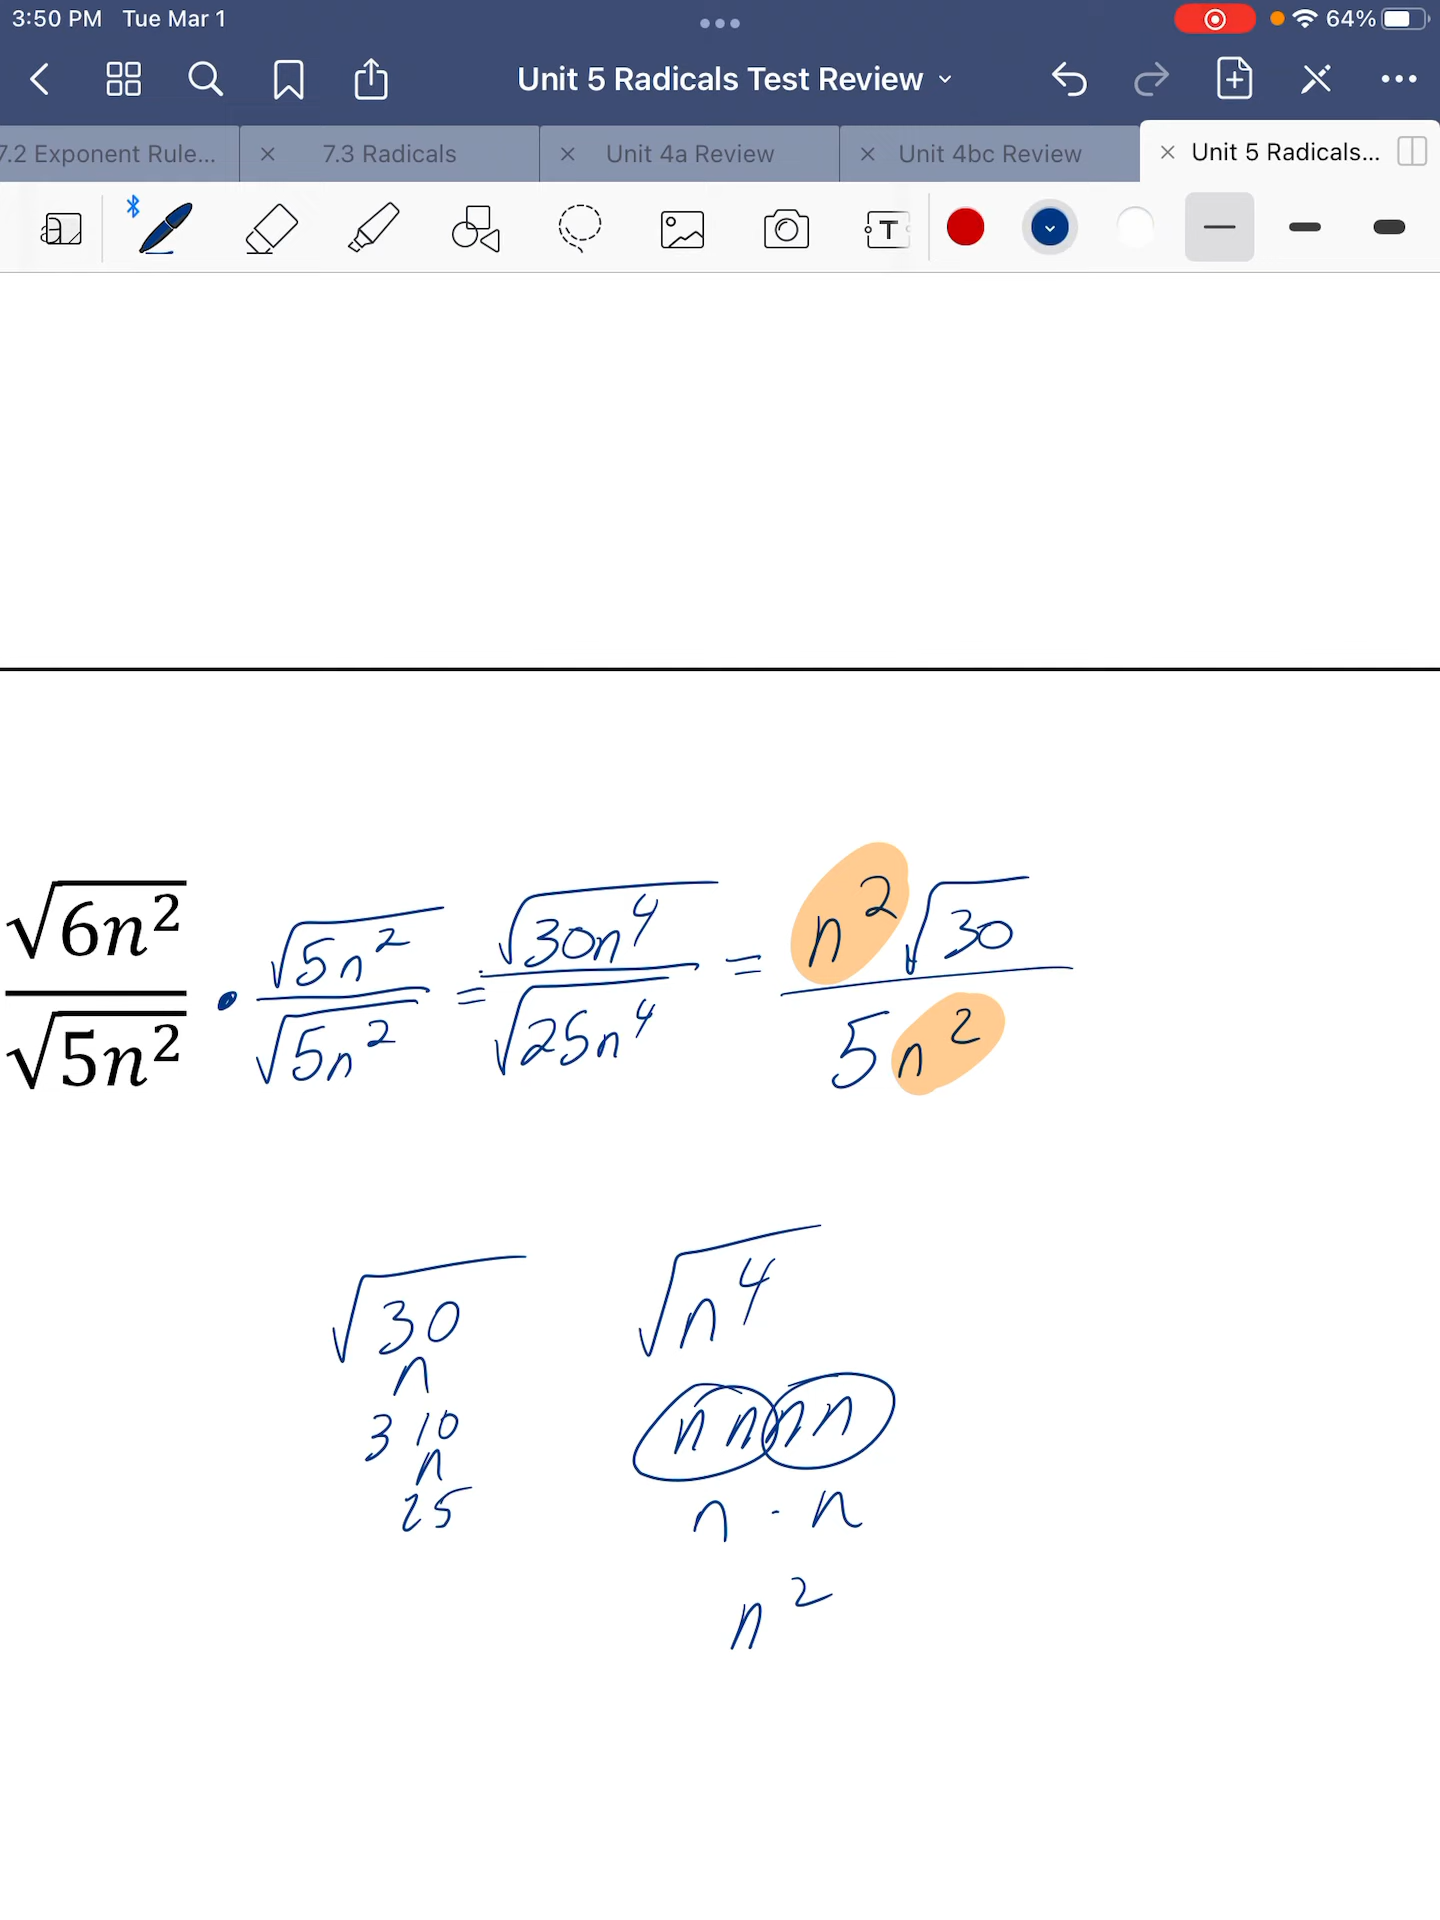 3:50 PM Tue Mar 1
64%
Unit 5 Radicals Test Review
7.2 Exponent Rule...
7.3 Radicals
Unit 4a Review
Unit 4bc Review
Unit 5 Radicals...
a
T
√6n² / √5n² · √5n² / √5n² = √30n⁴ / √25n⁴ = n²√30 / 5n²
√30 √n⁴
3 10 n n n n
2 5 n · n
n²